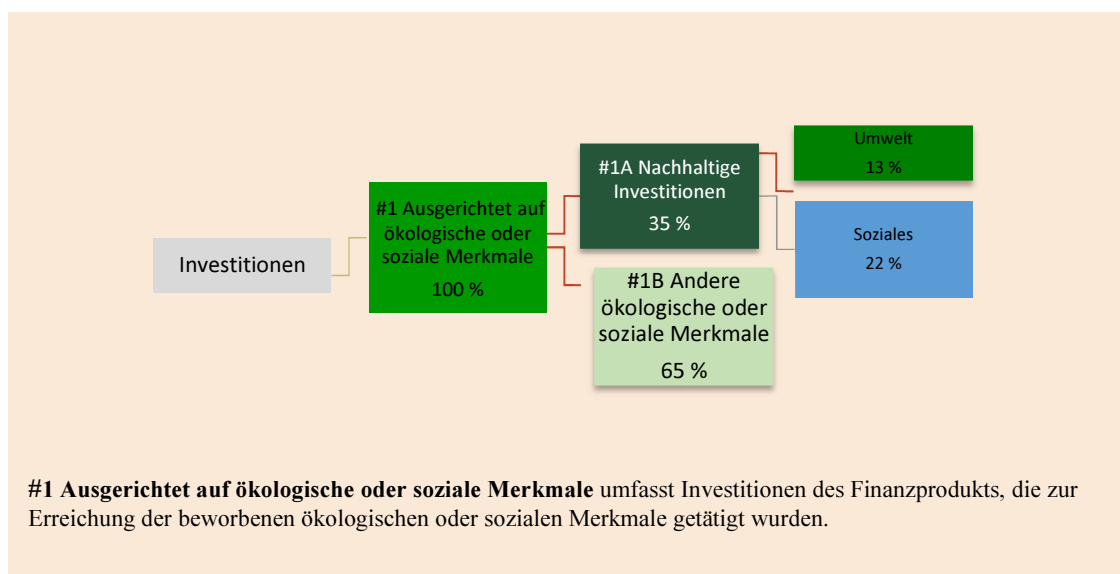 Investitionen
#1 Ausgerichtet auf
ökologische oder
soziale Merkmale
100 %
#1A Nachhaltige
Investitionen
35 %
#1B Andere
ökologische oder
soziale Merkmale
65 %
Umwelt
13 %
Soziales
22 %
#1 Ausgerichtet auf ökologische oder soziale Merkmale umfasst Investitionen des Finanzprodukts, die zur
Erreichung der beworbenen ökologischen oder sozialen Merkmale getätigt wurden.